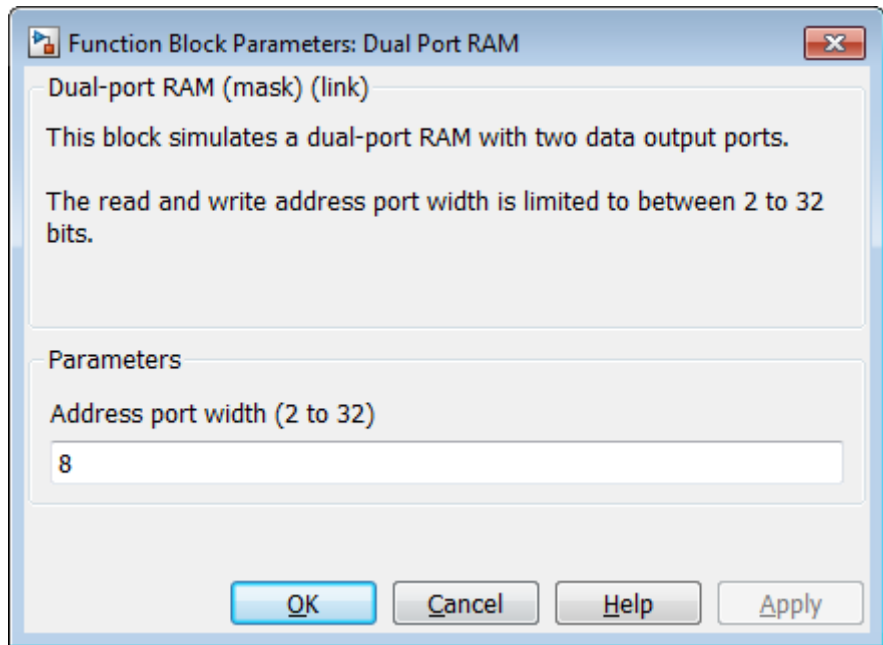 Function Block Parameters: Dual Port RAM
Dual-port RAM (mask) (link)
This block simulates a dual-port RAM with two data output ports.
The read and write address port width is limited to between 2 to 32
bits.
Parameters
Address port width (2 to 32)
8
OK Cancel Help Apply